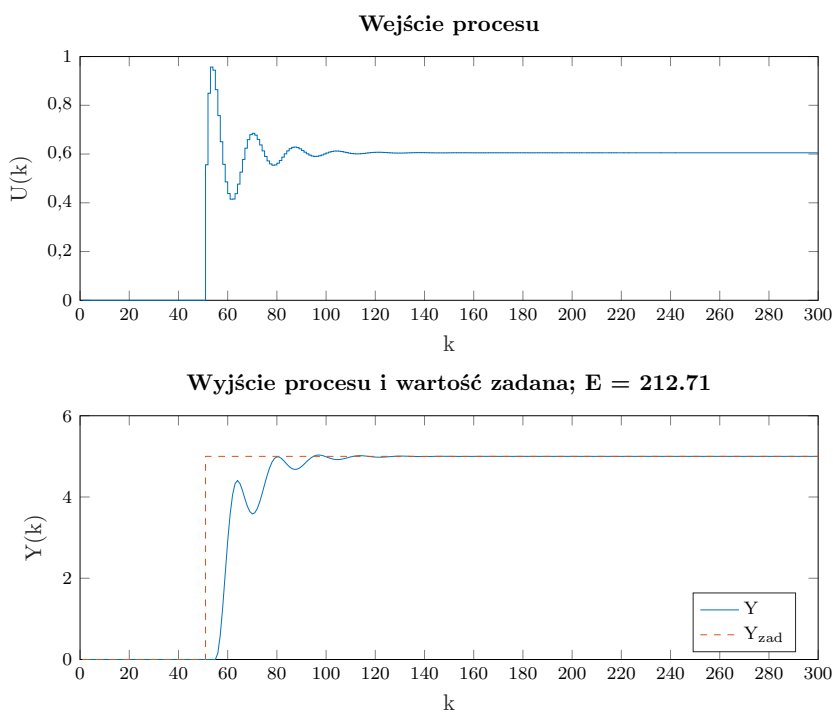 Wejście procesu
1
0,8
0,6
0,4
0,2
0
U(k)
0 20 40 60 80 100 120 140 160 180 200 220 240 260 280 300
k
Wyjście procesu i wartość zadana; E = 212.71
6
4
2
0
Y(k)
Y
Yzad
0 20 40 60 80 100 120 140 160 180 200 220 240 260 280 300
k